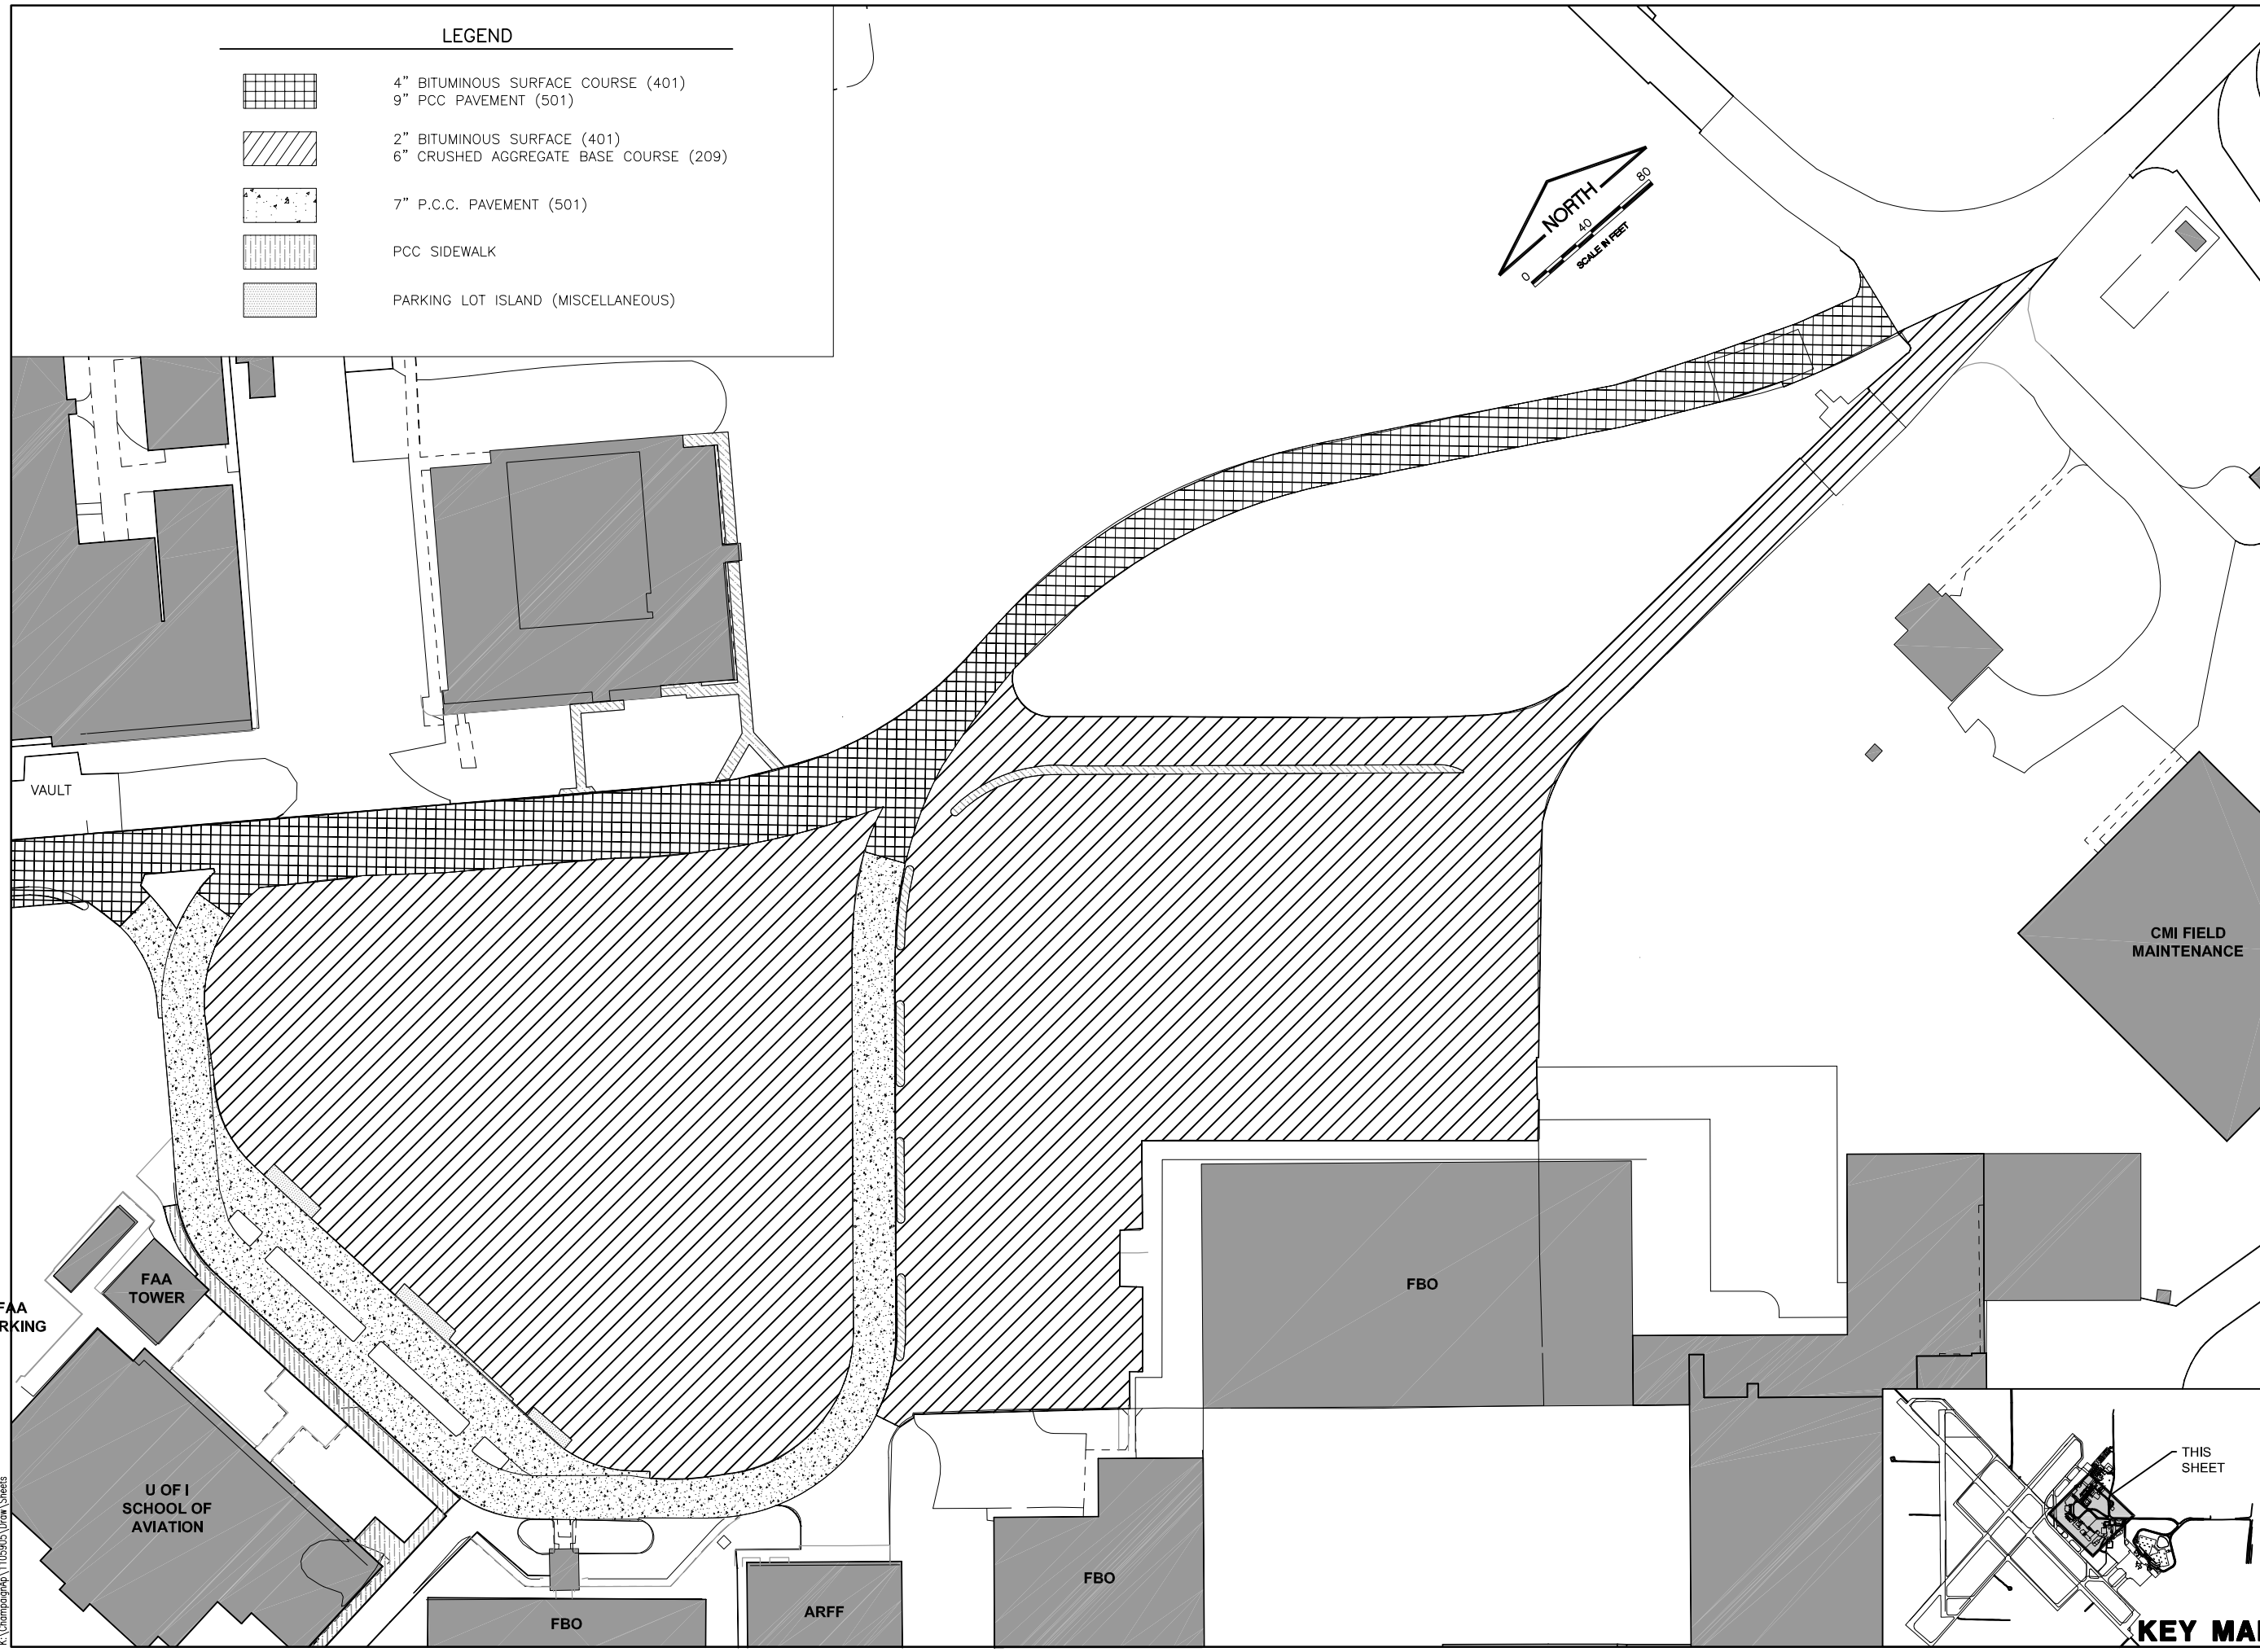 LEGEND
4" BITUMINOUS SURFACE COURSE (401)
9" PCC PAVEMENT (501)
2" BITUMINOUS SURFACE (401)
6" CRUSHED AGGREGATE BASE COURSE (209)
7" P.C.C. PAVEMENT (501)
PCC SIDEWALK
PARKING LOT ISLAND (MISCELLANEOUS)
NORTH
0 40 80
SCALE IN FEET
VAULT
CMI FIELD
MAINTENANCE
FAA
TOWER
FAA
RKING
FBO
U OF I
SCHOOL OF
AVIATION
FBO
ARFF
FBO
THIS
SHEET
KEY MA